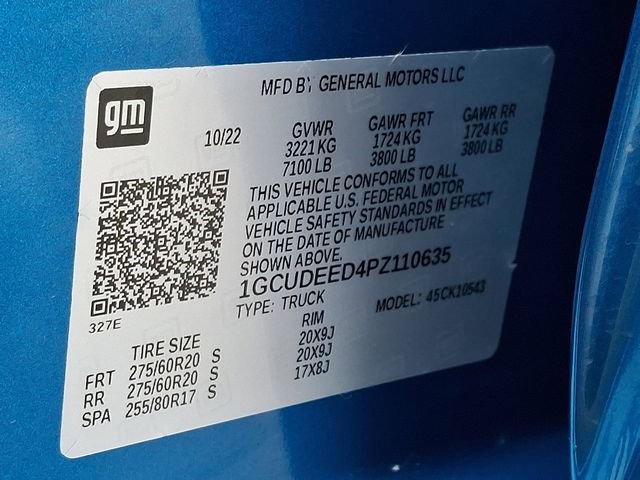 gm
MFD BY GENERAL MOTORS LLC
10/22 GVWR GAWR FRT GAWR RR
3221 KG 1724 KG 1724 KG
7100 LB 3800 LB 3800 LB
THIS VEHICLE CONFORMS TO ALL
APPLICABLE U.S. FEDERAL MOTOR
VEHICLE SAFETY STANDARDS IN EFFECT
ON THE DATE OF MANUFACTURE
SHOWN ABOVE.
1GCUDEED4PZ110635
TYPE: TRUCK MODEL: 45CK10543
327E
TIRE SIZE RIM
FRT 275/60R20 S 20X9J
RR 275/60R20 S 20X9J
SPA 255/80R17 S 17X8J